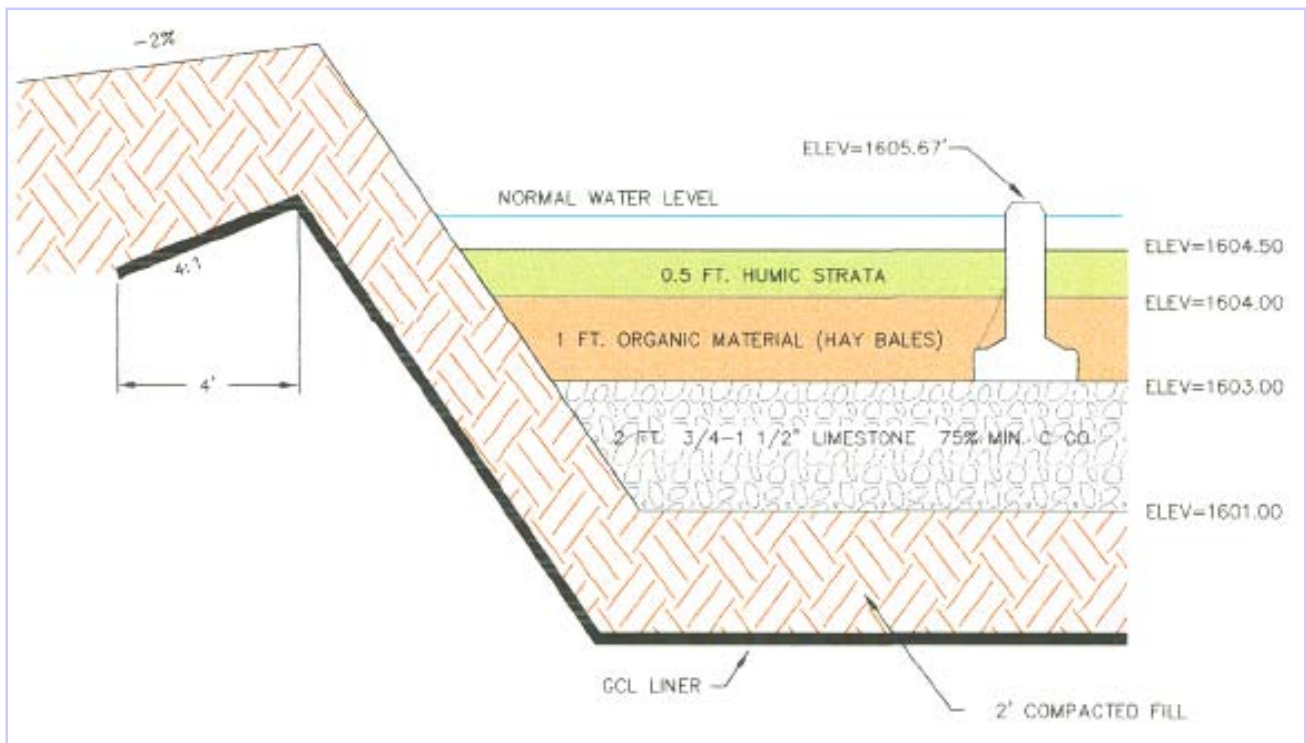 -2%
ELEV=1605.67'
NORMAL WATER LEVEL
ELEV=1604.50
0.5 FT. HUMIC STRATA
4:1
ELEV=1604.00
1 FT. ORGANIC MATERIAL (HAY BALES)
4'
ELEV=1603.00
2 FT. 3/4-1 1/2" LIMESTONE 75% MIN. C CO.
ELEV=1601.00
GCL LINER
2' COMPACTED FILL